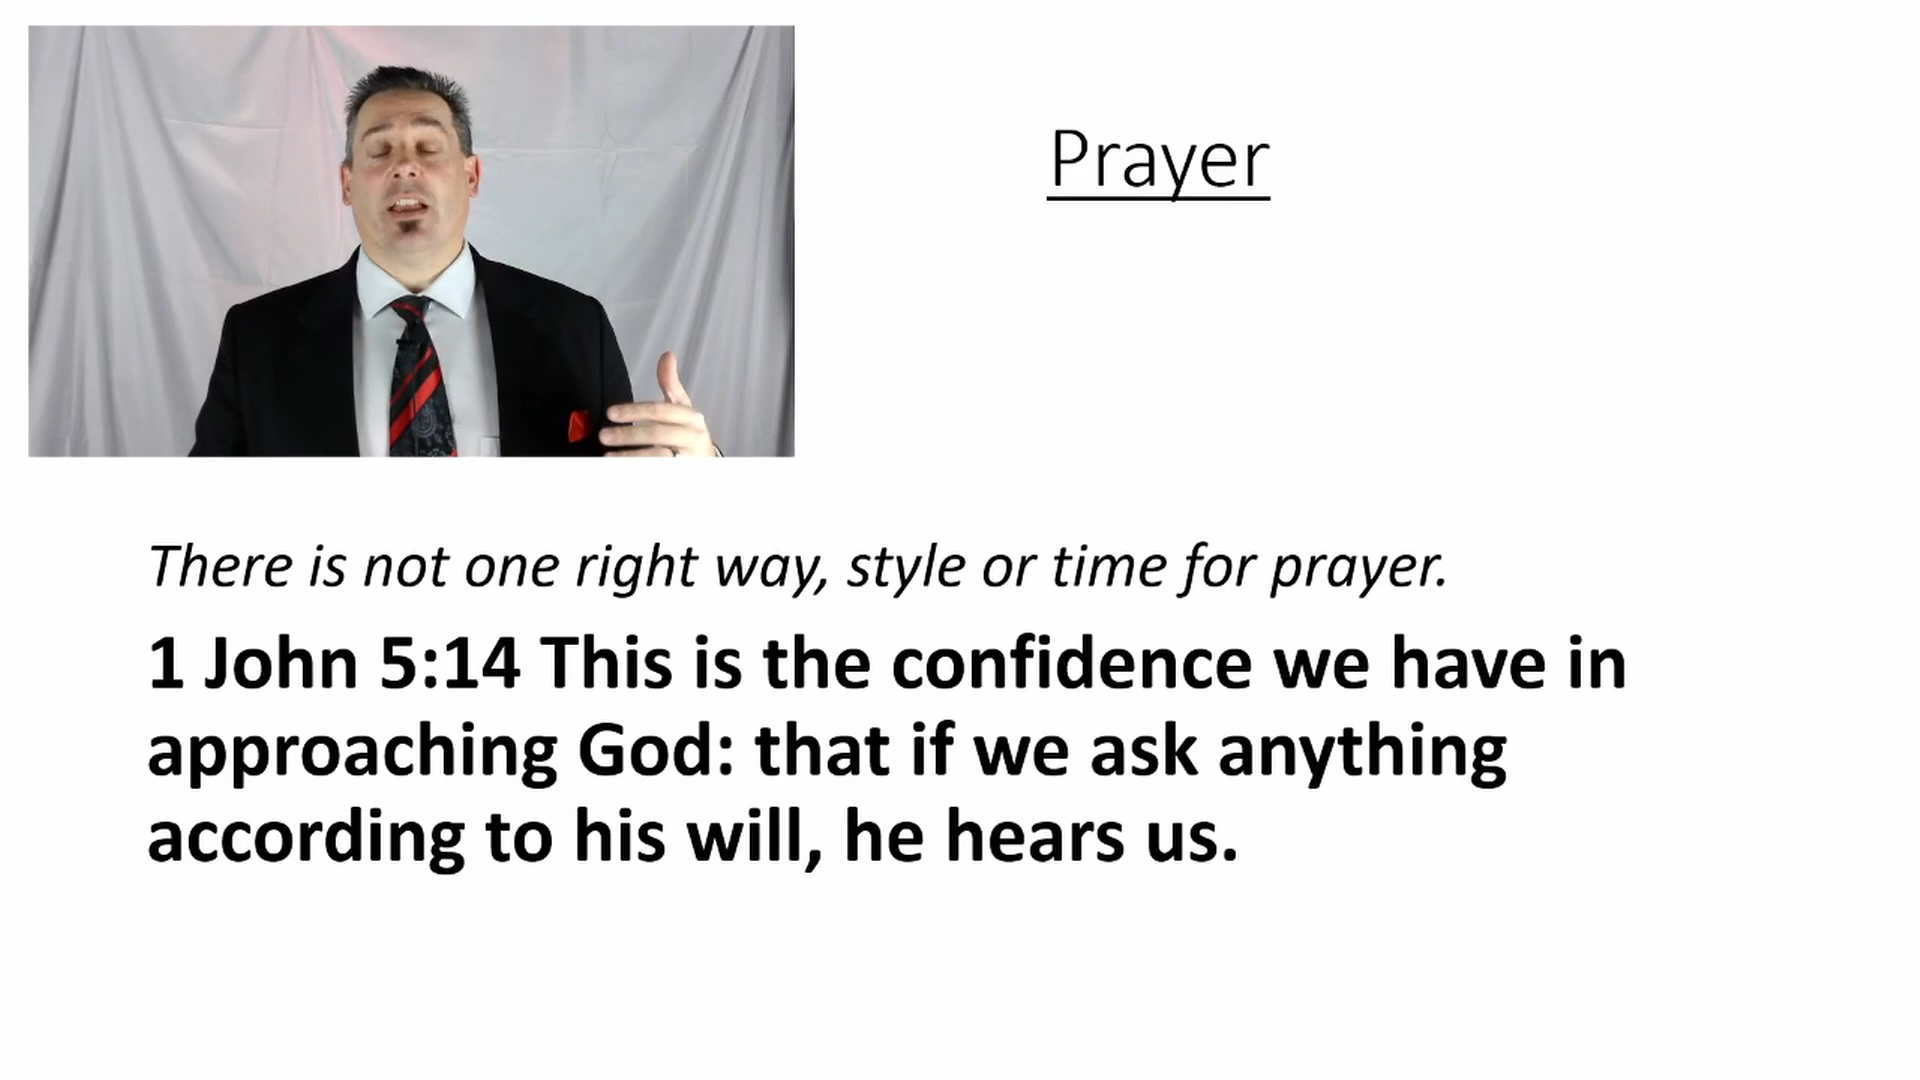 Prayer
There is not one right way, style or time for prayer.
1 John 5:14 This is the confidence we have in
approaching God: that if we ask anything
according to his will, he hears us.